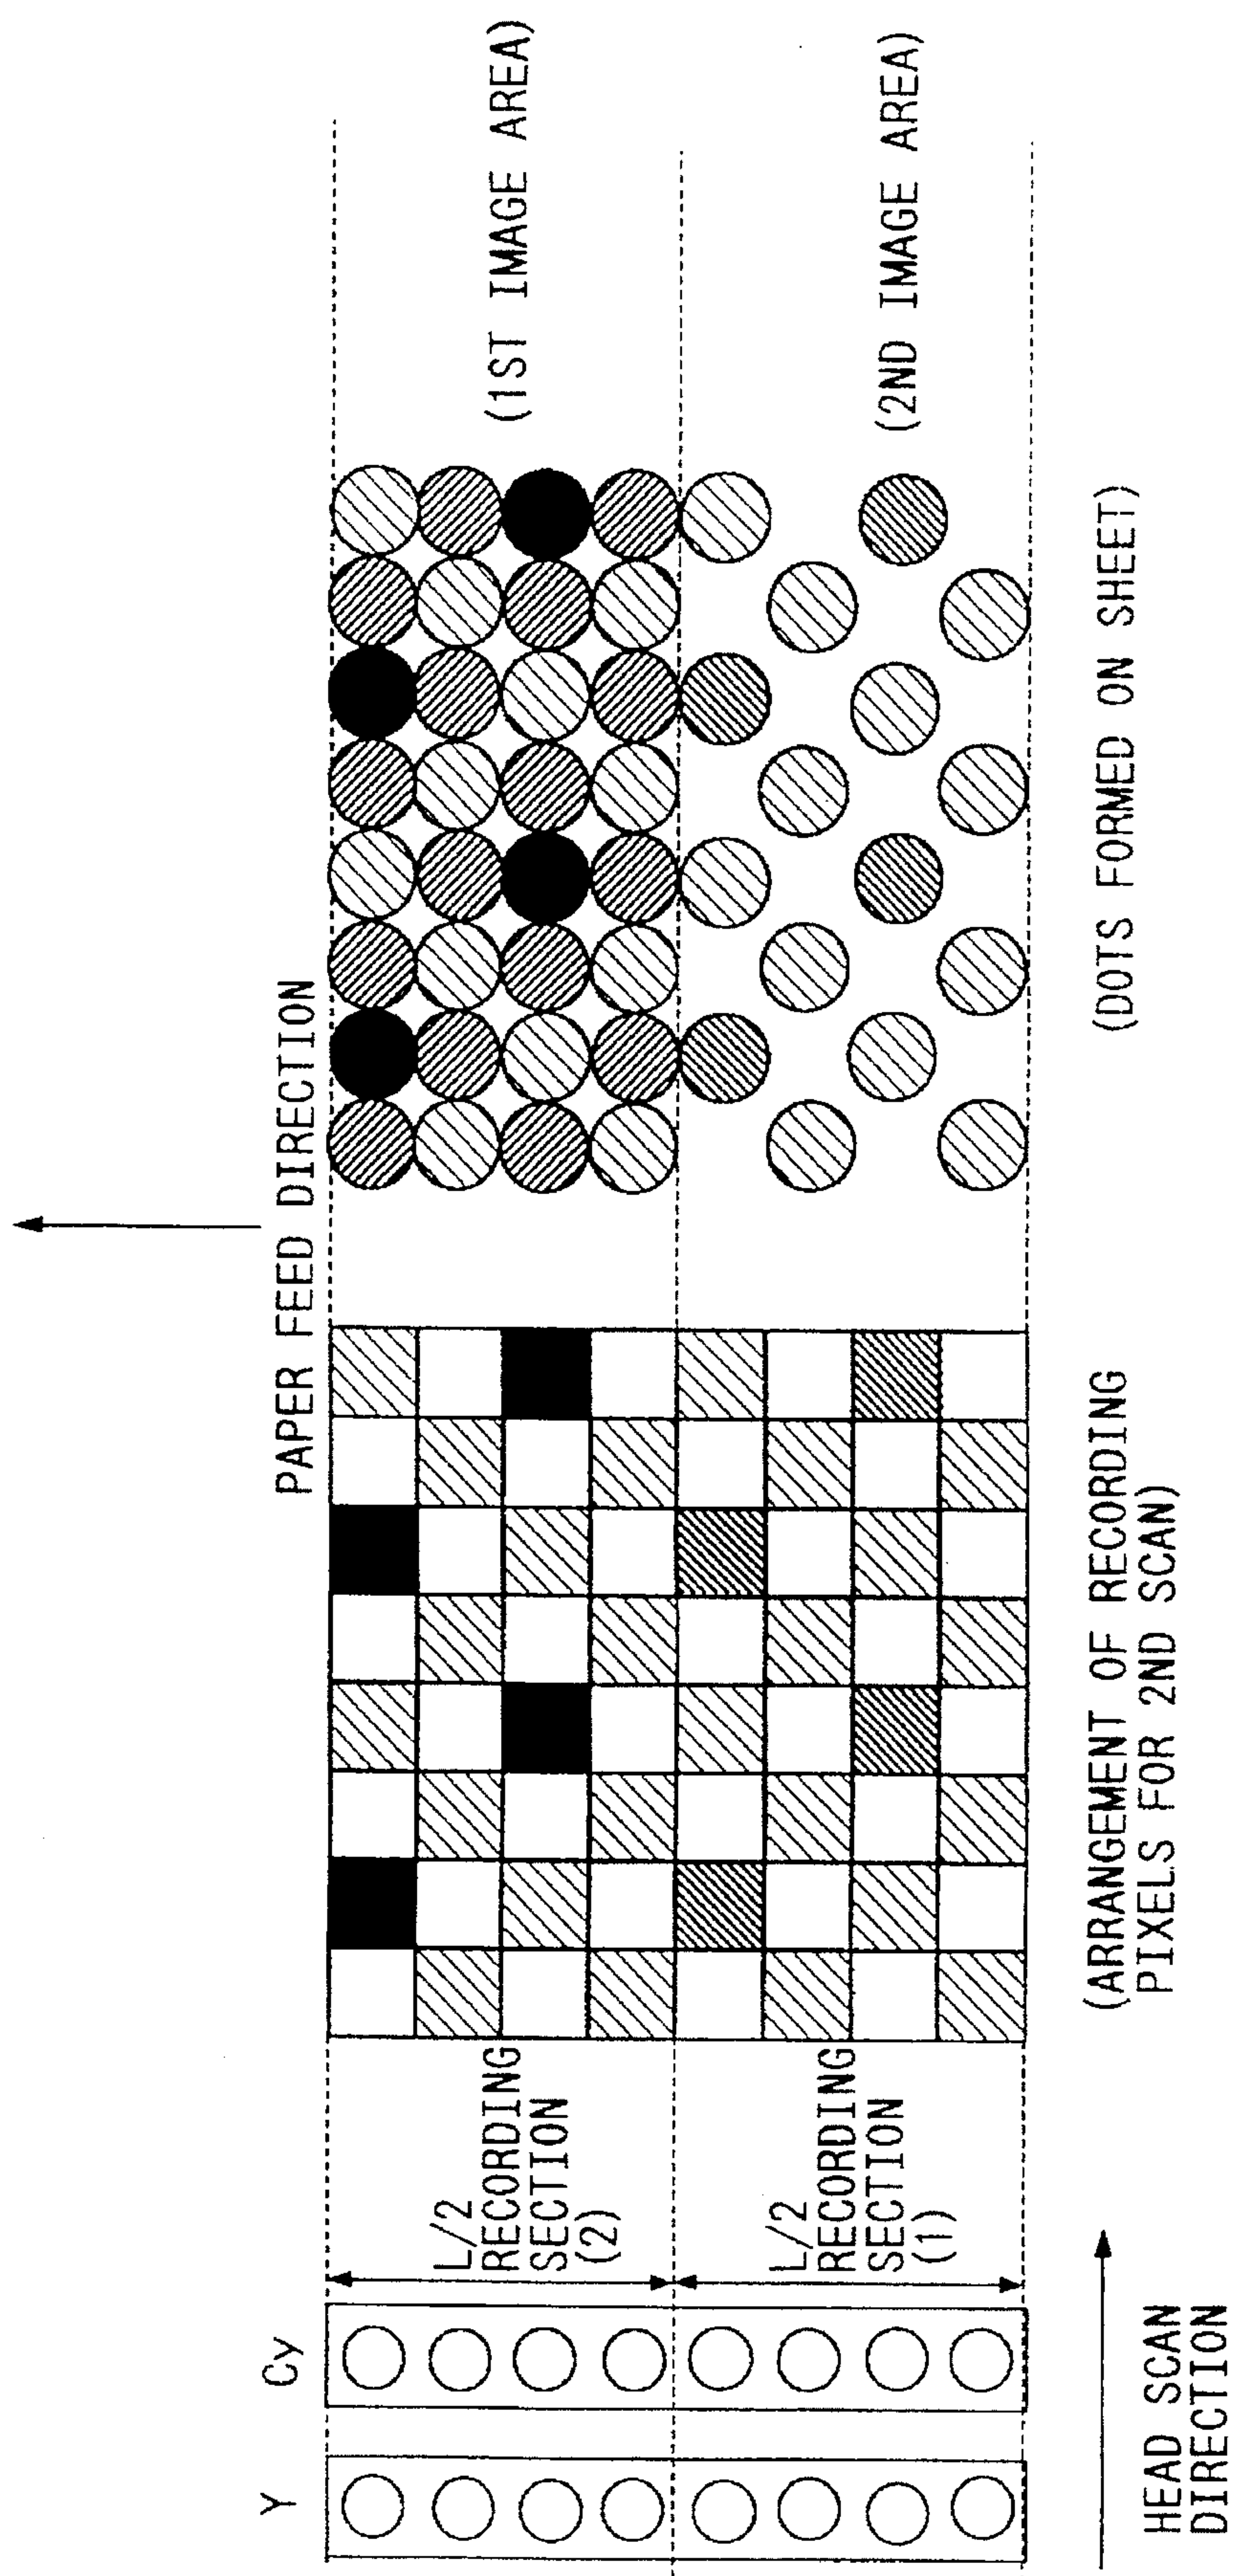 PAPER FEED DIRECTION
Y
Cy
L/2
RECORDING
SECTION
(2)
L/2
RECORDING
SECTION
(1)
(1ST IMAGE AREA)
(2ND IMAGE AREA)
HEAD SCAN
DIRECTION
(ARRANGEMENT OF RECORDING
PIXELS FOR 2ND SCAN)
(DOTS FORMED ON SHEET)